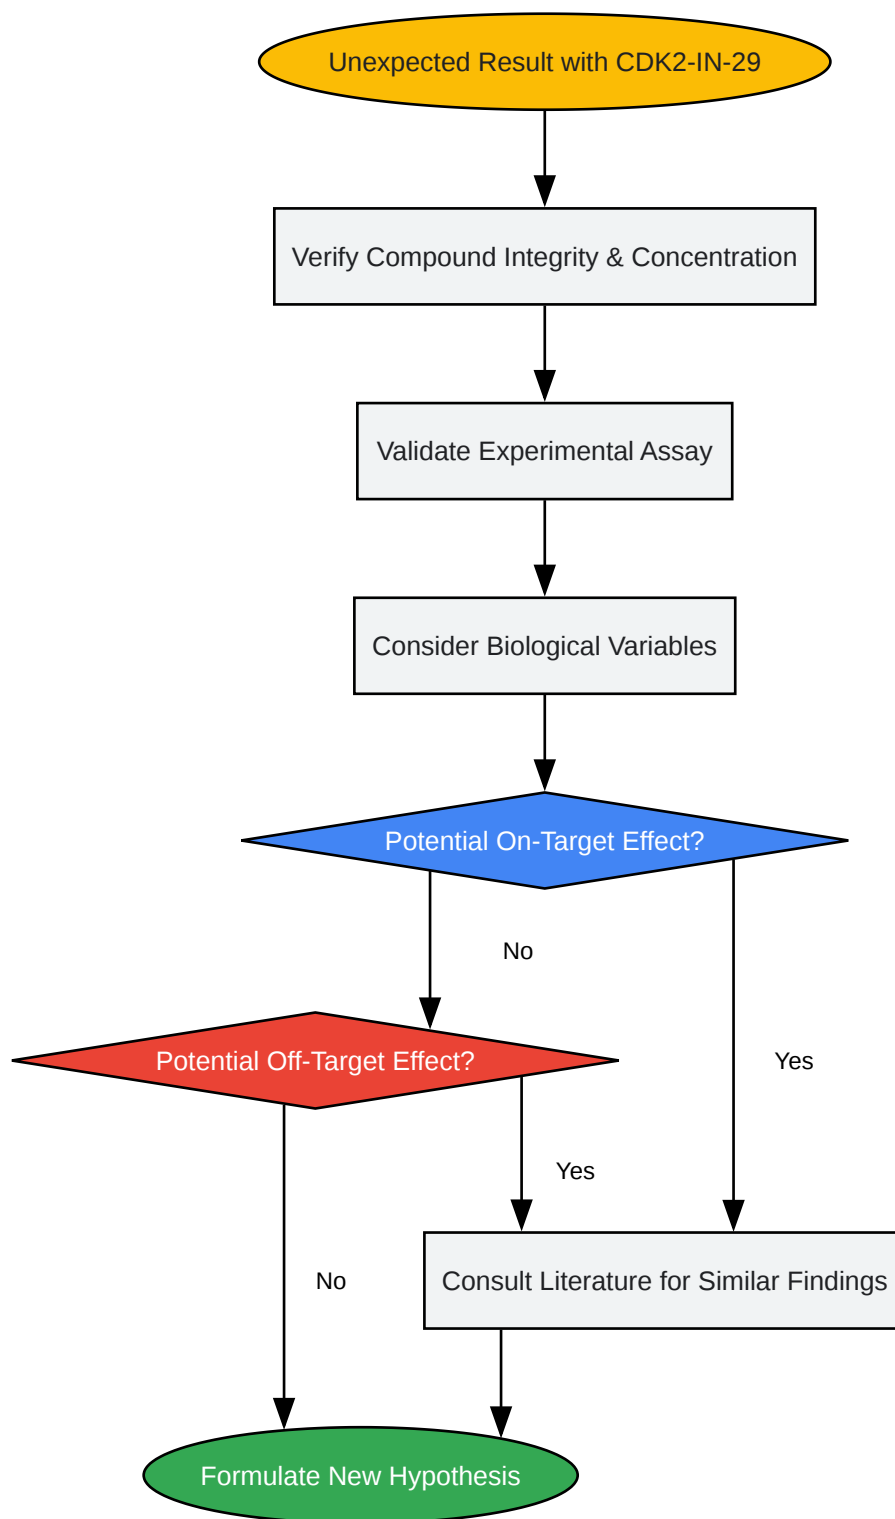 Unexpected Result with CDK2-IN-29
Verify Compound Integrity & Concentration
Validate Experimental Assay
Consider Biological Variables
Potential On-Target Effect?
No
Potential Off-Target Effect?
Yes
Yes
No
Consult Literature for Similar Findings
Formulate New Hypothesis